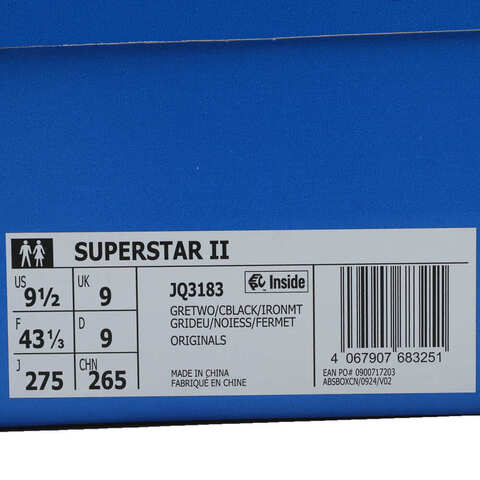 SUPERSTAR II
US 9½ UK 9
F 43⅓ D 9
J 275 CHN 265
JQ3183 Inside
GRETWO/CBLACK/IRONMT
GRIDEU/NOIESS/FERMET
ORIGINALS
MADE IN CHINA
FABRIQUÉ EN CHINE
4 067907 683251
EAN PO# 0900717203
ABSBOXCN/0924/V02